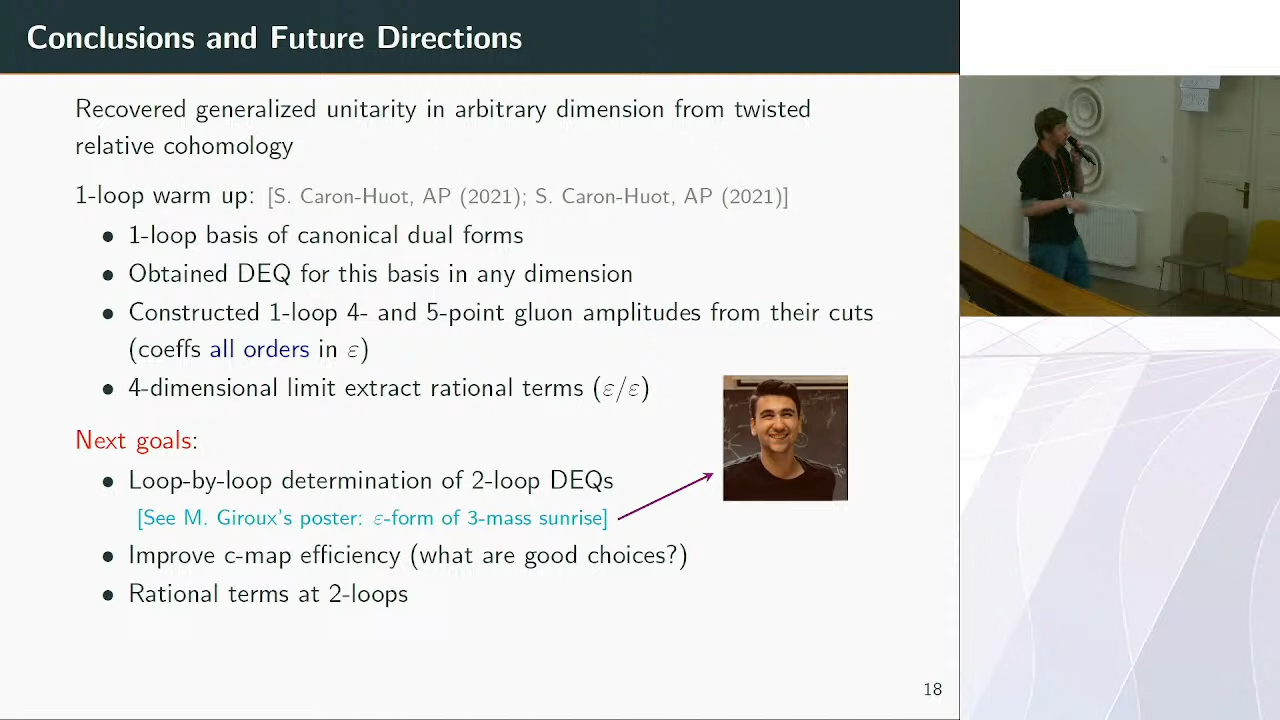 Conclusions and Future Directions
Recovered generalized unitarity in arbitrary dimension from twisted
relative cohomology
1-loop warm up: [S. Caron-Huot, AP (2021); S. Caron-Huot, AP (2021)]
• 1-loop basis of canonical dual forms
• Obtained DEQ for this basis in any dimension
• Constructed 1-loop 4- and 5-point gluon amplitudes from their cuts
(coeffs all orders in ε)
• 4-dimensional limit extract rational terms (ε/ε)
Next goals:
• Loop-by-loop determination of 2-loop DEQs
[See M. Giroux's poster: ε-form of 3-mass sunrise]
• Improve c-map efficiency (what are good choices?)
• Rational terms at 2-loops
18